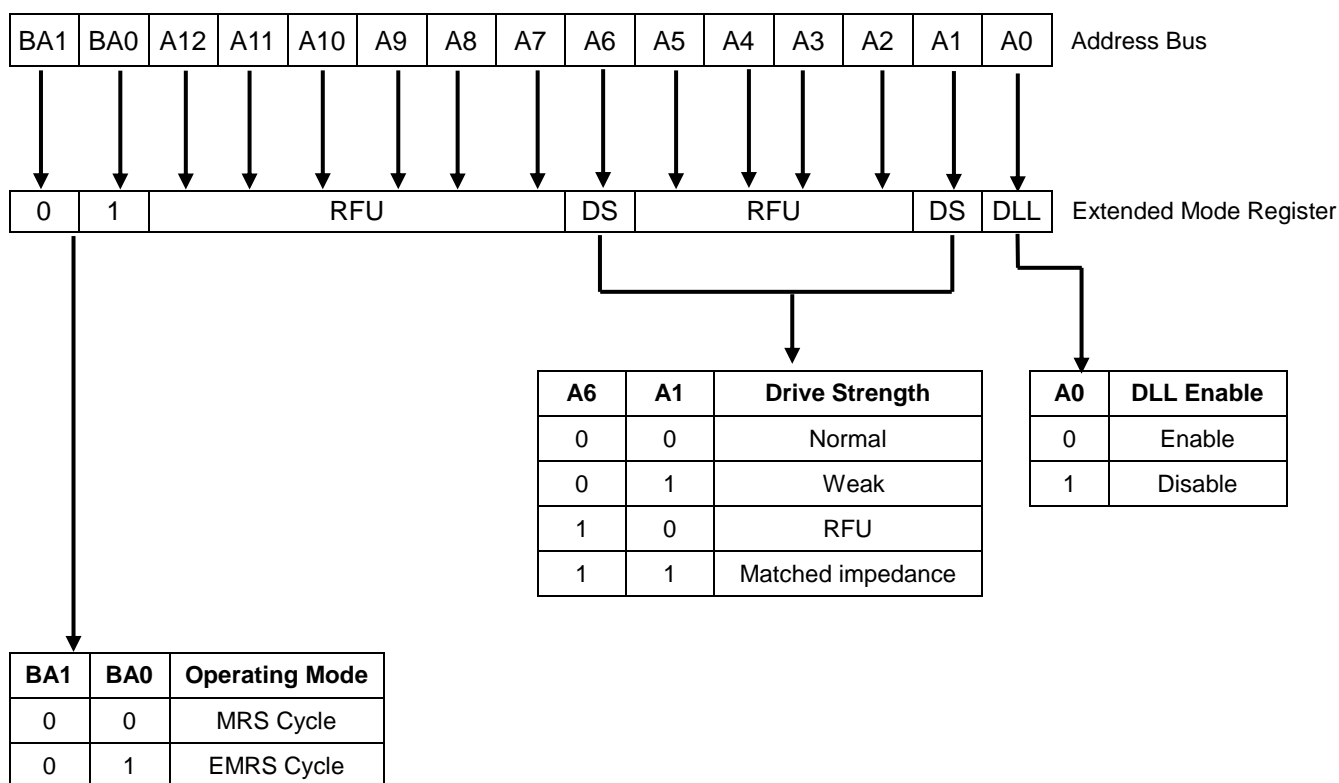 BA1 BA0 A12 A11 A10 A9 A8 A7 A6 A5 A4 A3 A2 A1 A0 Address Bus
0 1 RFU DS RFU DS DLL Extended Mode Register
A6 A1 Drive Strength
0 0 Normal
0 1 Weak
1 0 RFU
1 1 Matched impedance
A0 DLL Enable
0 Enable
1 Disable
BA1 BA0 Operating Mode
0 0 MRS Cycle
0 1 EMRS Cycle